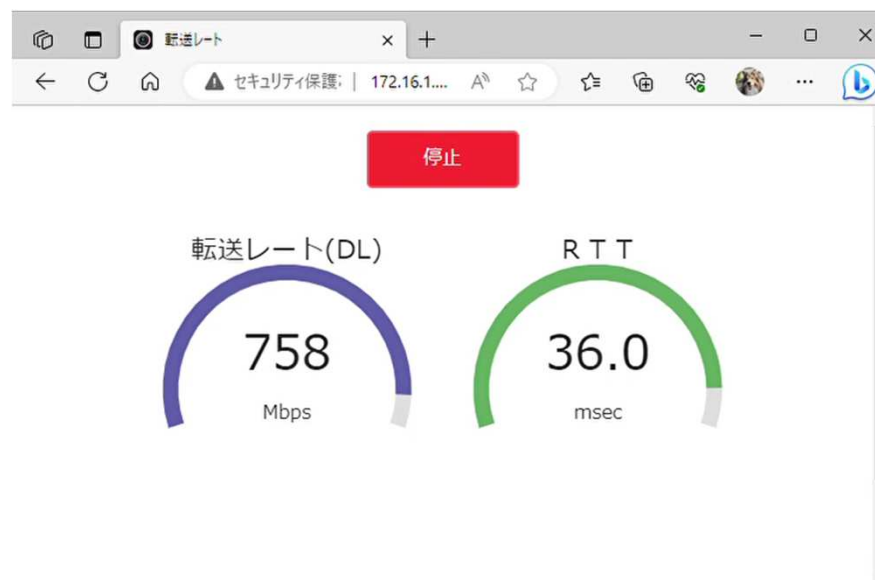 転送レート
セキュリティ保護 | 172.16.1....
停止
転送レート(DL)
RTT
758
Mbps
36.0
msec